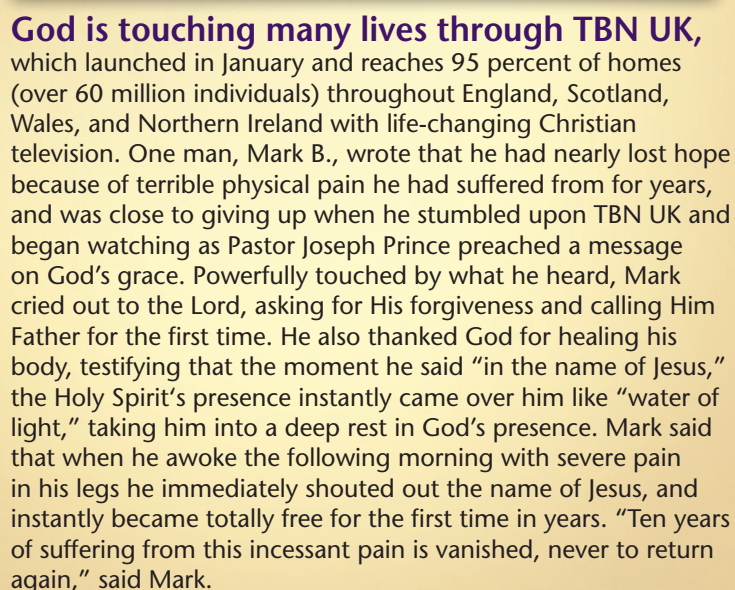 God is touching many lives through TBN UK,
which launched in January and reaches 95 percent of homes
(over 60 million individuals) throughout England, Scotland,
Wales, and Northern Ireland with life-changing Christian
television. One man, Mark B., wrote that he had nearly lost hope
because of terrible physical pain he had suffered from for years,
and was close to giving up when he stumbled upon TBN UK and
began watching as Pastor Joseph Prince preached a message
on God’s grace. Powerfully touched by what he heard, Mark
cried out to the Lord, asking for His forgiveness and calling Him
Father for the first time. He also thanked God for healing his
body, testifying that the moment he said “in the name of Jesus,”
the Holy Spirit’s presence instantly came over him like “water of
light,” taking him into a deep rest in God’s presence. Mark said
that when he awoke the following morning with severe pain
in his legs he immediately shouted out the name of Jesus, and
instantly became totally free for the first time in years. “Ten years
of suffering from this incessant pain is vanished, never to return
again,” said Mark.